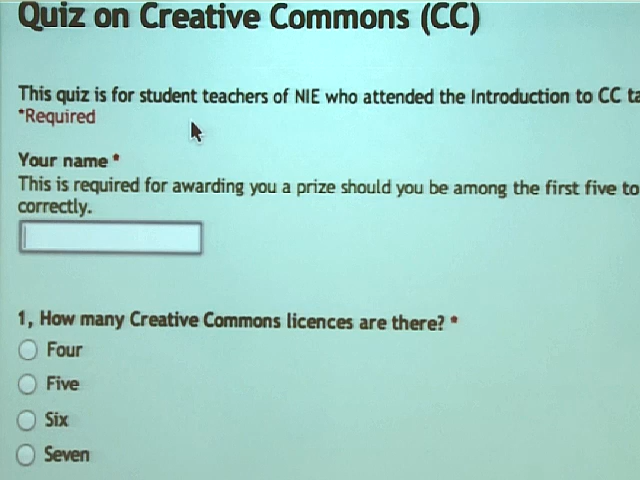 Quiz on Creative Commons (CC)
This quiz is for student teachers of NIE who attended the Introduction to CC
*Required
Your name *
This is required for awarding you a prize should you be among the first five to
correctly.
1, How many Creative Commons licences are there? *
Four
Five
Six
Seven